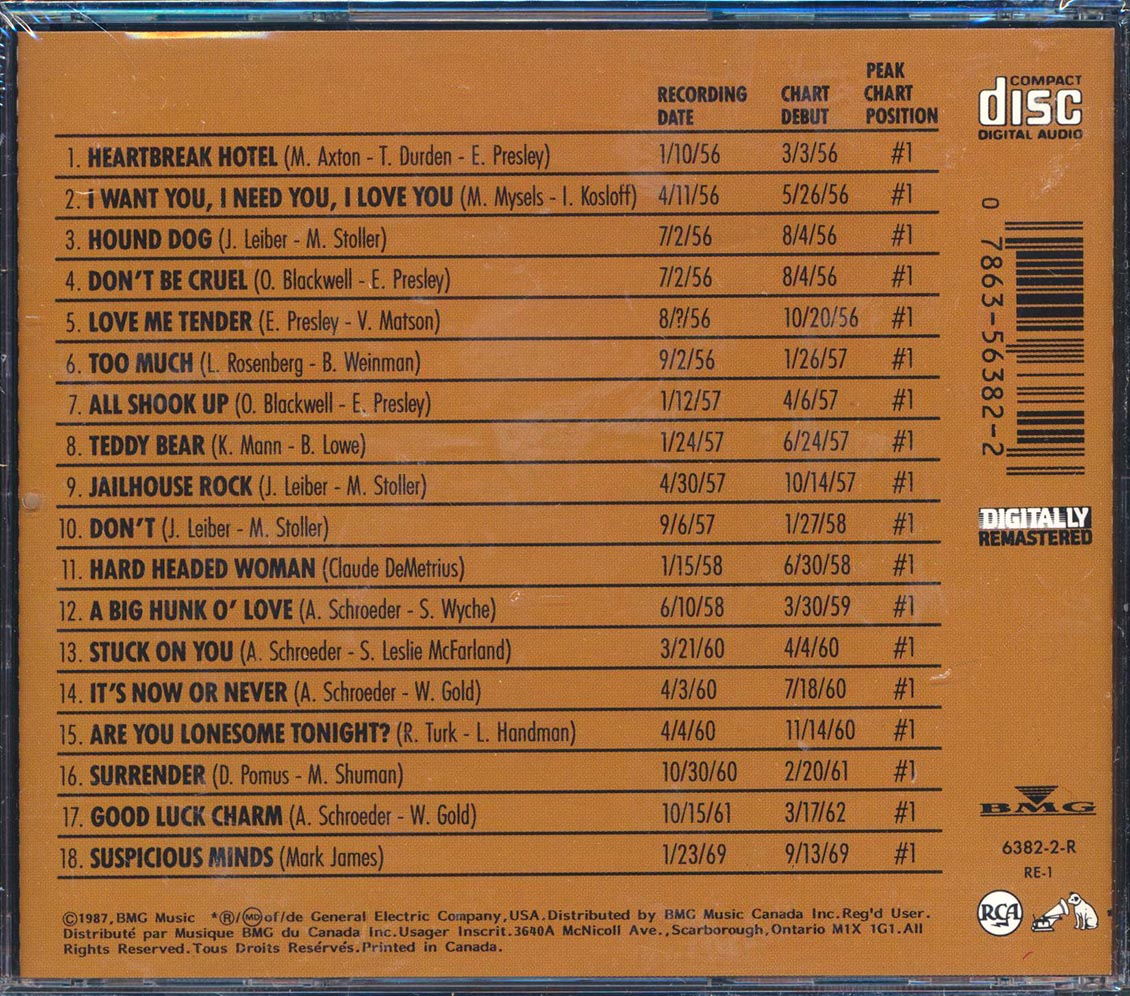 RECORDING DATE CHART DEBUT PEAK CHART POSITION
1. HEARTBREAK HOTEL (M. Axton - T. Durden - E. Presley) 1/10/56 3/3/56 #1
2. I WANT YOU, I NEED YOU, I LOVE YOU (M. Mysels - I. Kosloff) 4/11/56 5/26/56 #1
3. HOUND DOG (J. Leiber - M. Stoller) 7/2/56 8/4/56 #1
4. DON'T BE CRUEL (O. Blackwell - E. Presley) 7/2/56 8/4/56 #1
5. LOVE ME TENDER (E. Presley - V. Matson) 8/?/56 10/20/56 #1
6. TOO MUCH (L. Rosenberg - B. Weinman) 9/2/56 1/26/57 #1
7. ALL SHOOK UP (O. Blackwell - E. Presley) 1/12/57 4/6/57 #1
8. TEDDY BEAR (K. Mann - B. Lowe) 1/24/57 6/24/57 #1
9. JAILHOUSE ROCK (J. Leiber - M. Stoller) 4/30/57 10/14/57 #1
10. DON'T (J. Leiber - M. Stoller) 9/6/57 1/27/58 #1
11. HARD HEADED WOMAN (Claude DeMetrius) 1/15/58 6/30/58 #1
12. A BIG HUNK O' LOVE (A. Schroeder - S. Wyche) 6/10/58 3/30/59 #1
13. STUCK ON YOU (A. Schroeder - S. Leslie McFarland) 3/21/60 4/4/60 #1
14. IT'S NOW OR NEVER (A. Schroeder - W. Gold) 4/3/60 7/18/60 #1
15. ARE YOU LONESOME TONIGHT? (R. Turk - L. Handman) 4/4/60 11/14/60 #1
16. SURRENDER (D. Pomus - M. Shuman) 10/30/60 2/20/61 #1
17. GOOD LUCK CHARM (A. Schroeder - W. Gold) 10/15/61 3/17/62 #1
18. SUSPICIOUS MINDS (Mark James) 1/23/69 9/13/69 #1
©1987, BMG Music *®/MD of/de General Electric Company, USA. Distributed by BMG Music Canada Inc. Reg'd User.
Distribué par Musique BMG du Canada Inc. Usager Inscrit. 3640A McNicoll Ave., Scarborough, Ontario M1X 1G1. All
Rights Reserved. Tous Droits Resérvés. Printed in Canada.
COMPACT
disc
DIGITAL AUDIO
0 7863-56382-2
DIGITALLY
REMASTERED
BMG
6382-2-R
RE-1
RCA
*